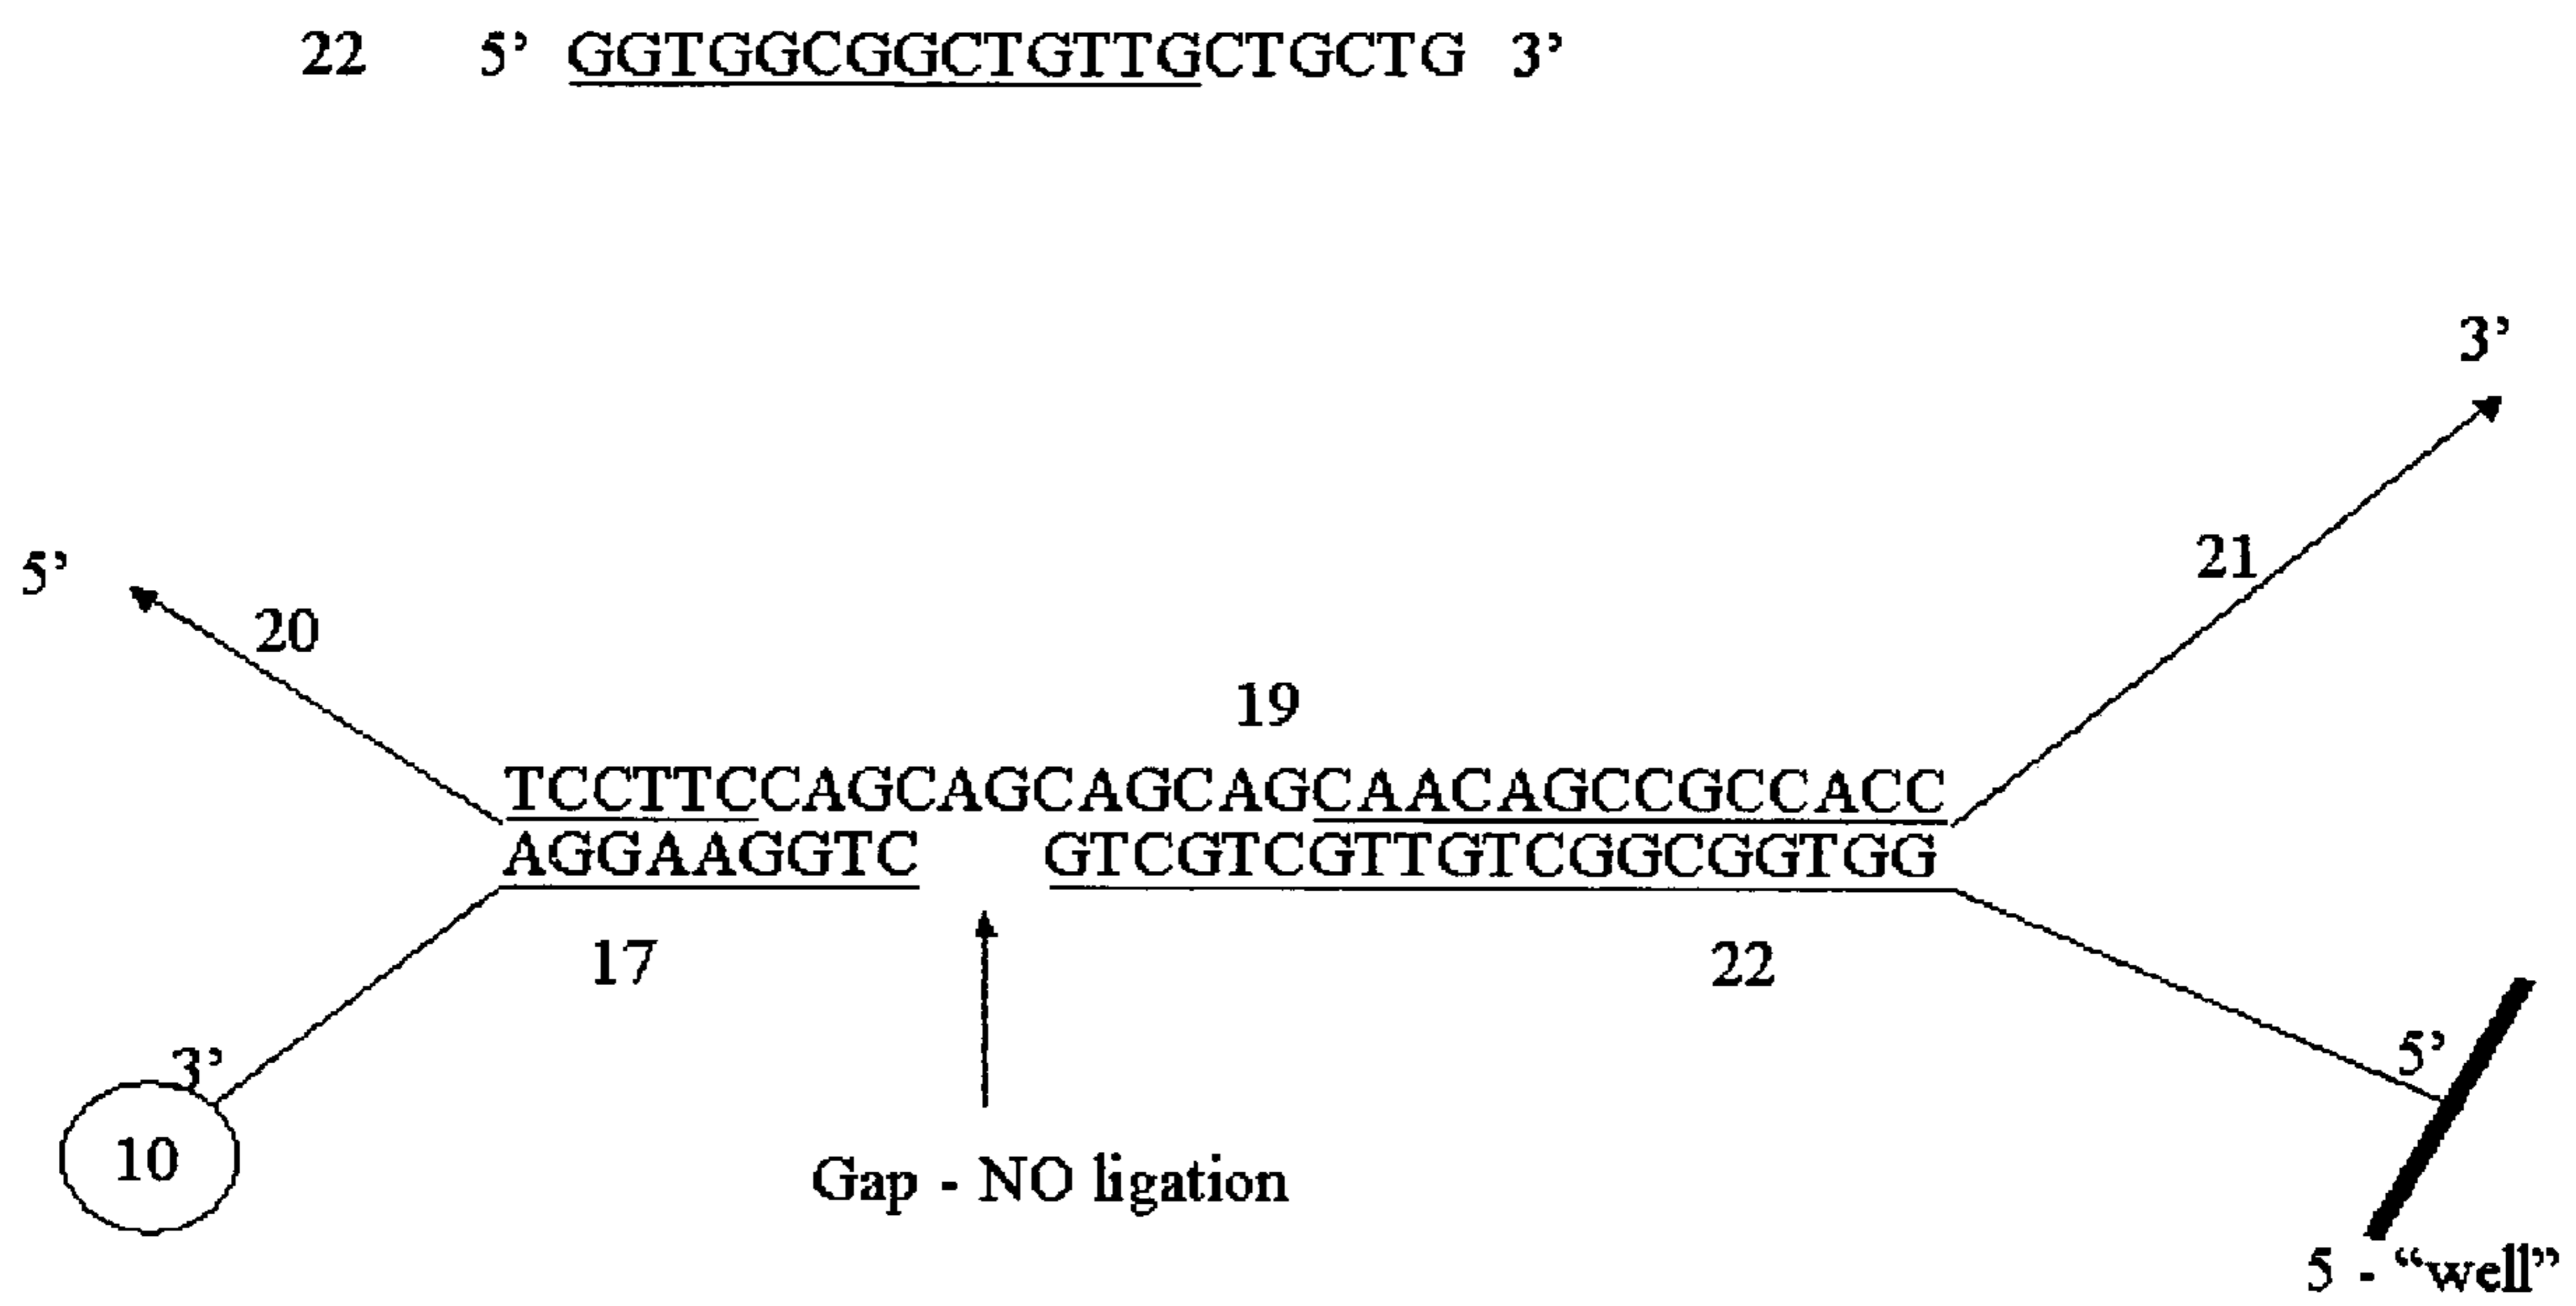 22 5’ GGTGGCGGCTGTTGCTGCTG 3’
3’
21
5’
20
19
TCCTTCCAGCAGCAGCAGCAACAGCCGCCACC
AGGAAGGTC GTCGTCGTTGTCGGCGGTGG
17 22
3’ 5’
10
Gap - NO ligation
5 - “well”